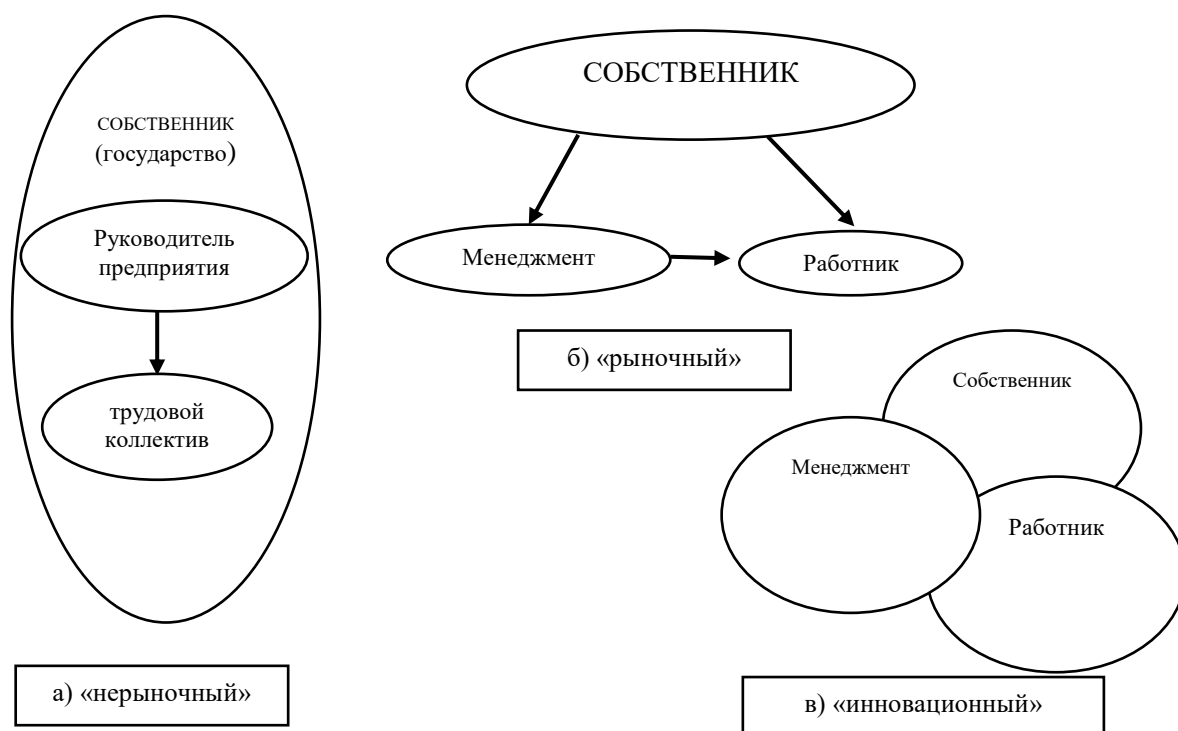 СОБСТВЕННИК
(государство)
Руководитель
предприятия
трудовой
коллектив
а) «нерыночный»
СОБСТВЕННИК
Менеджмент
Работник
б) «рыночный»
Собственник
Менеджмент
Работник
в) «инновационный»